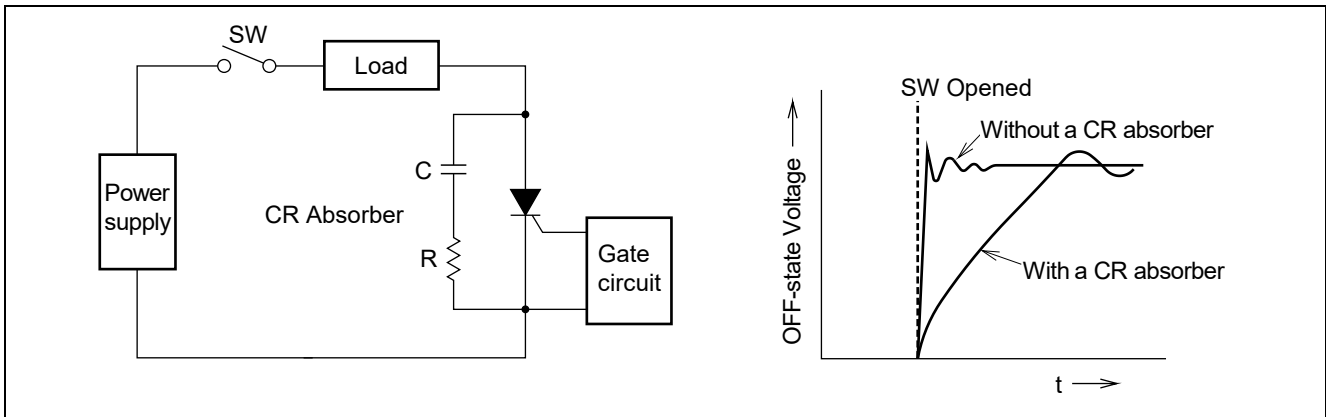 SW
Load
Power
supply
C
CR Absorber
R
Gate
circuit
SW Opened
Without a CR absorber
With a CR absorber
OFF-state Voltage
t